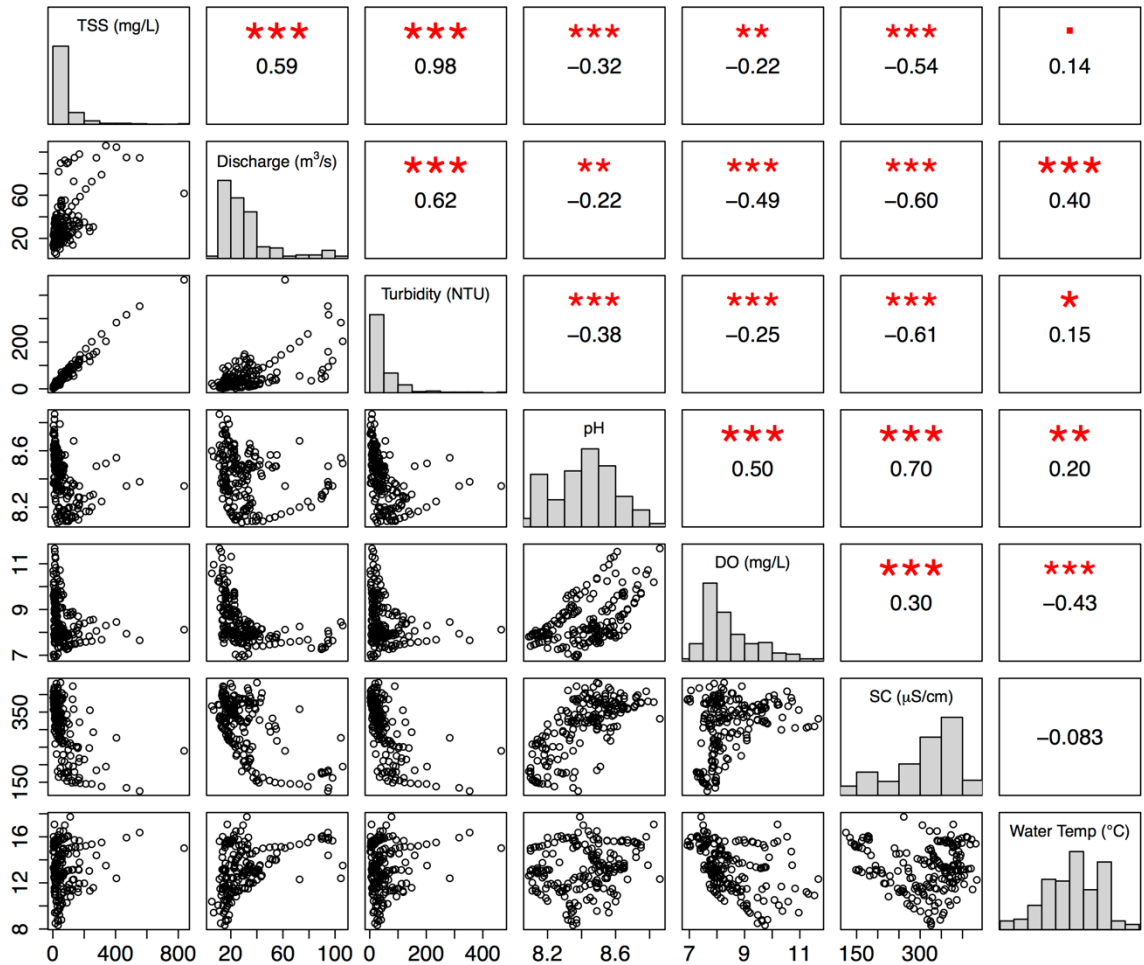 TSS (mg/L) *** *** *** ** *** ▪
0.59 0.98 −0.32 −0.22 −0.54 0.14
Discharge (m³/s) *** ** *** *** ***
0.62 −0.22 −0.49 −0.60 0.40
20 60
Turbidity (NTU) *** *** *** *
−0.38 −0.25 −0.61 0.15
0 200
pH *** *** **
0.50 0.70 0.20
8.2 8.6
DO (mg/L) *** ***
0.30 −0.43
7 9 11
SC (μS/cm)
−0.083
150 350
Water Temp (°C)
8 12 16
0 400 800 20 60 100 0 200 400 8.2 8.6 7 9 11 150 300 8 12 16